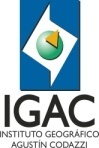 IGAC
INSTITUTO GEOGRÁFICO
AGUSTÍN CODAZZI